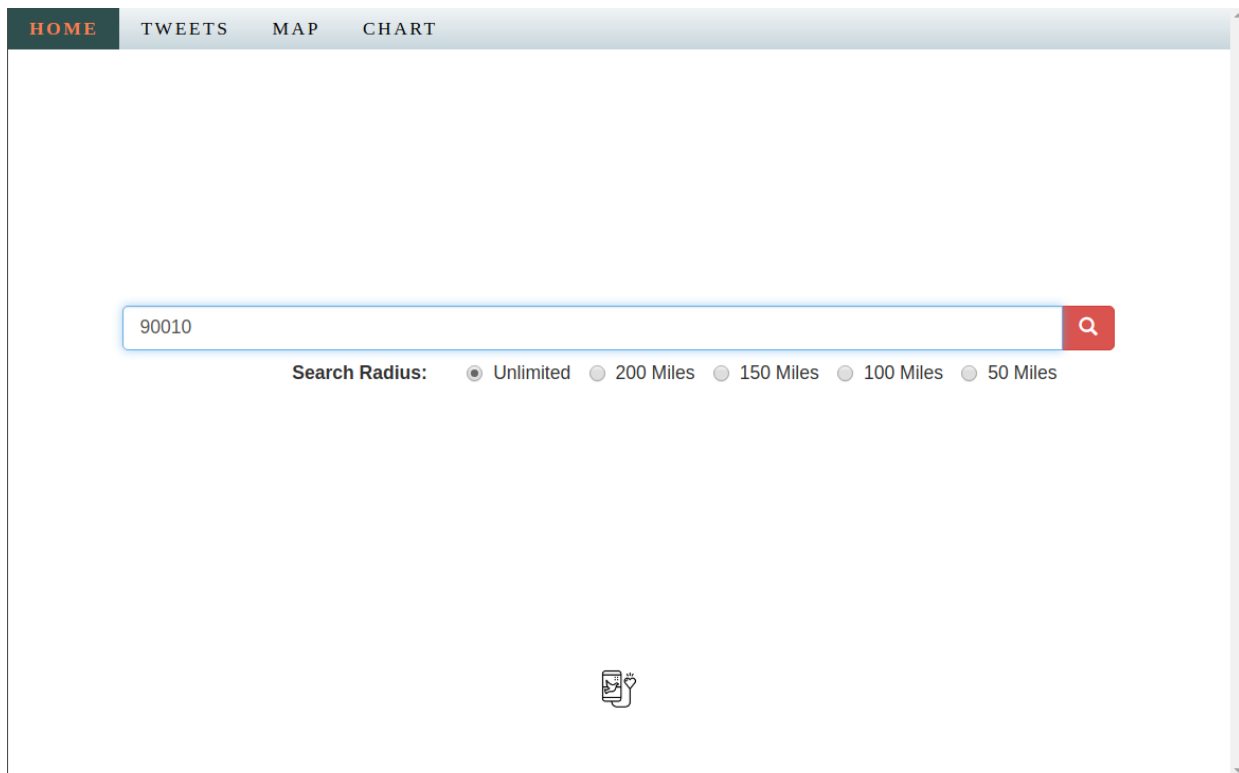 HOME TWEETS MAP CHART
90010
Search Radius: Unlimited 200 Miles 150 Miles 100 Miles 50 Miles